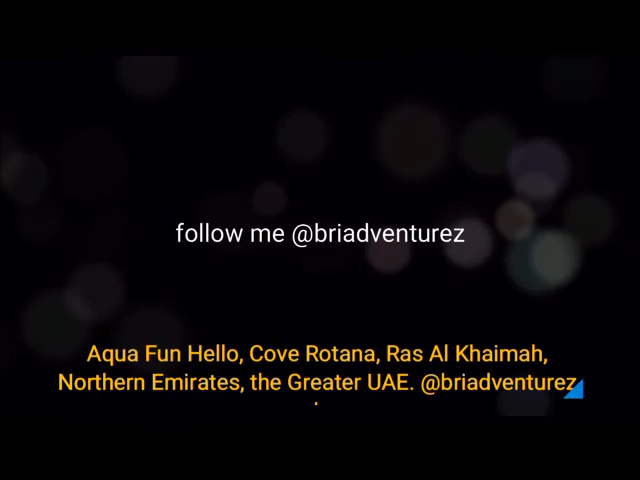 follow me @briadventurez
Aqua Fun Hello, Cove Rotana, Ras Al Khaimah,
Northern Emirates, the Greater UAE. @briadventurez
.